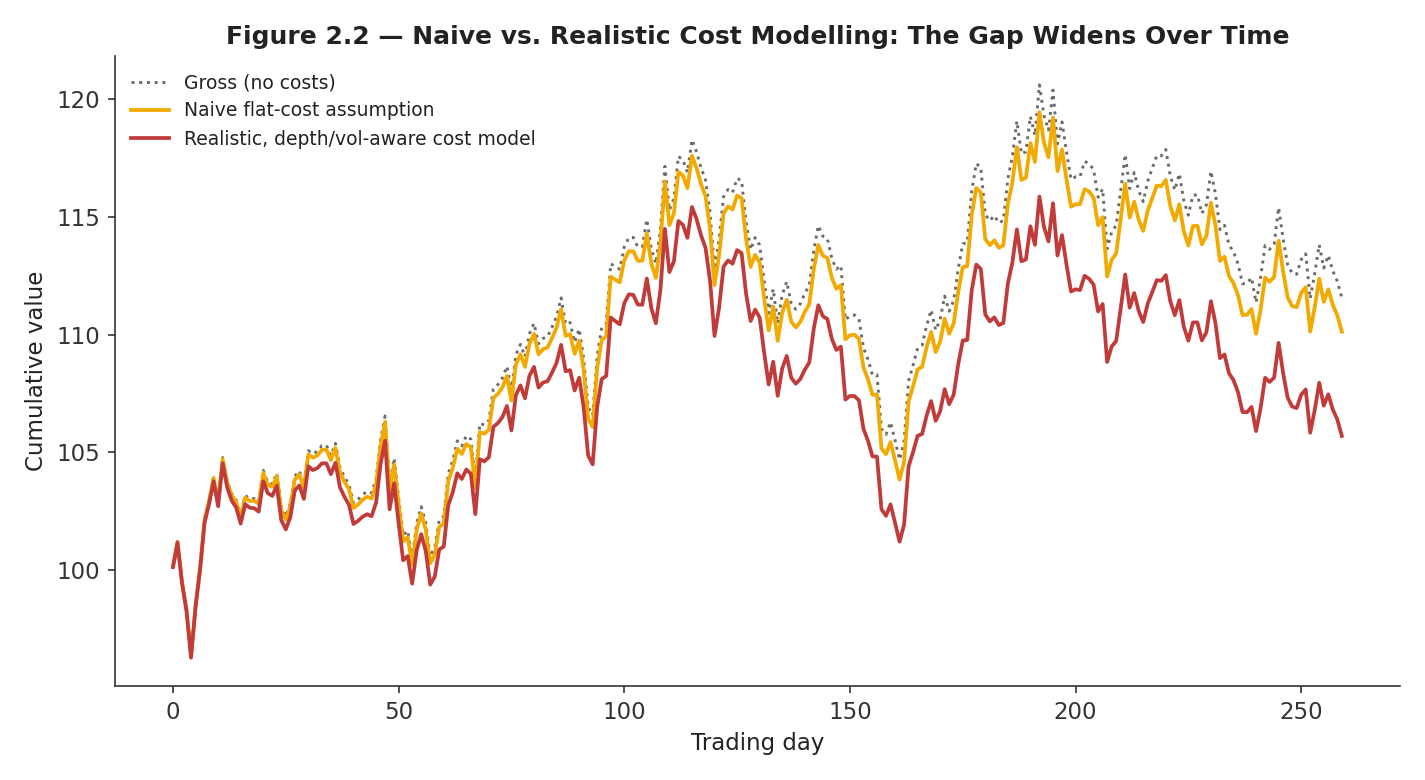 Figure 2.2 — Naive vs. Realistic Cost Modelling: The Gap Widens Over Time
Gross (no costs)
Naive flat-cost assumption
Realistic, depth/vol-aware cost model
Cumulative value
120
115
110
105
100
0 50 100 150 200 250
Trading day